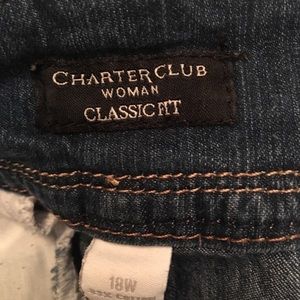 CHARTER CLUB
WOMAN
CLASSIC FIT
18W